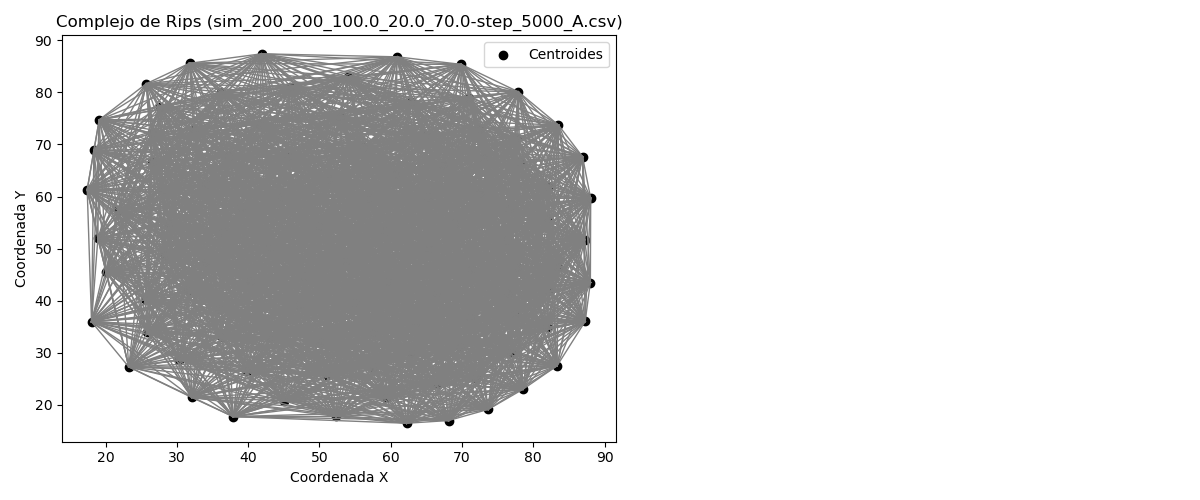 Complejo de Rips (sim_200_200_100.0_20.0_70.0-step_5000_A.csv)
Centroides
90
80
70
60
50
40
30
20
Coordenada Y
20 30 40 50 60 70 80 90
Coordenada X